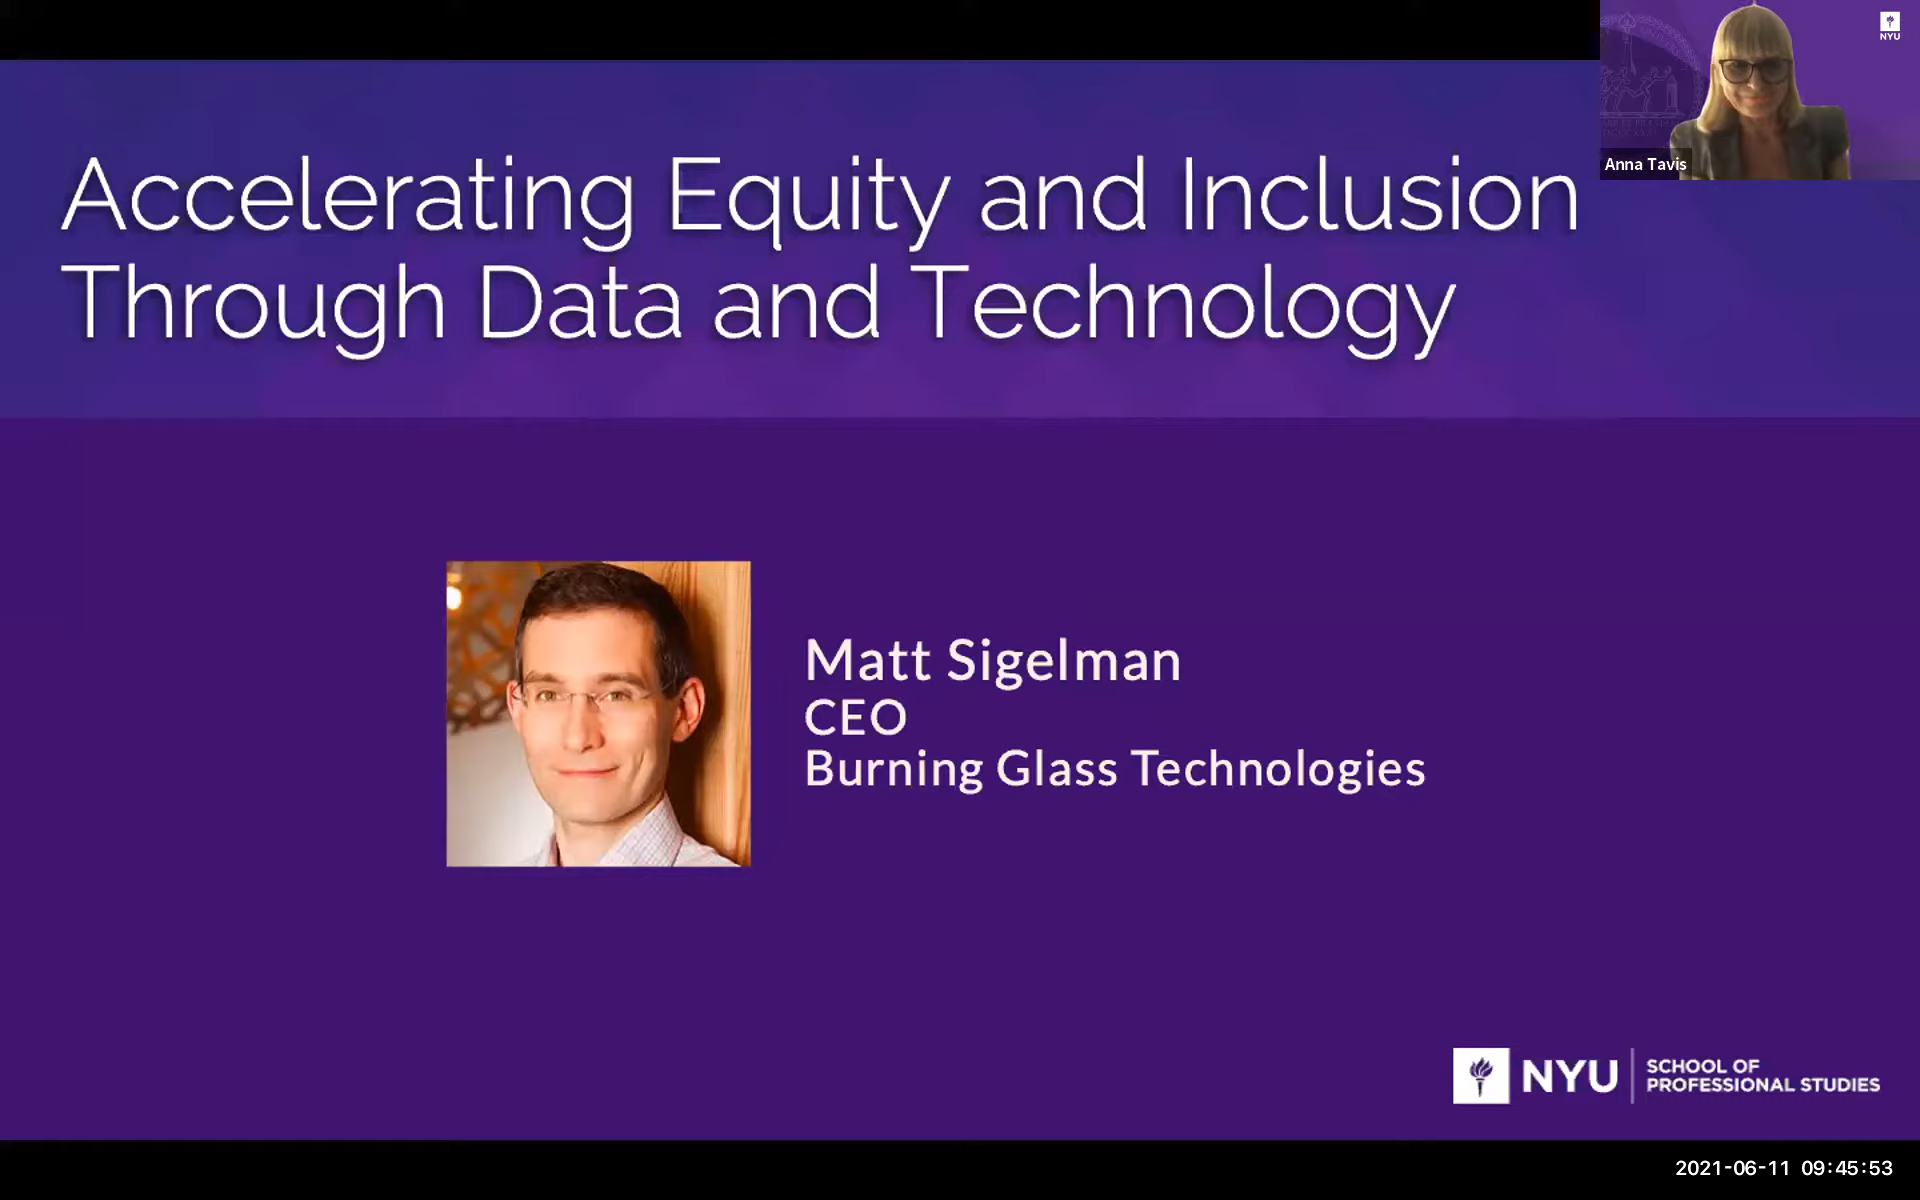 NYU
Anna Tavis
Accelerating Equity and Inclusion
Through Data and Technology
Matt Sigelman
CEO
Burning Glass Technologies
NYU
SCHOOL OF
PROFESSIONAL STUDIES
2021-06-11 09:45:53